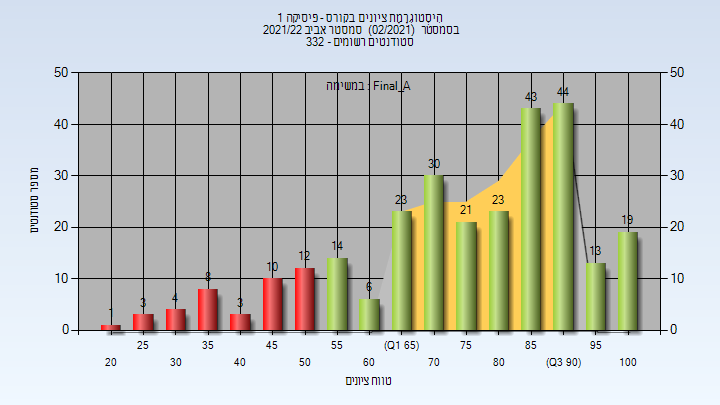 היסטוגרמת ציונים בקורס - פיסיקה 1
בסמסטר (02/2021) סמסטר אביב 2021/22
סטודנטים רשומים - 332
במשימה : Final_A
מספר סטודנטים
50 50
40 40
30 30
20 20
10 10
0 0
1 3 4 8 3 10 12 14 6 23 30 21 23 43 44 13 19
25 35 45 55 (Q1 65) 75 85 95
20 30 40 50 60 70 80 (Q3 90) 100
טווח ציונים